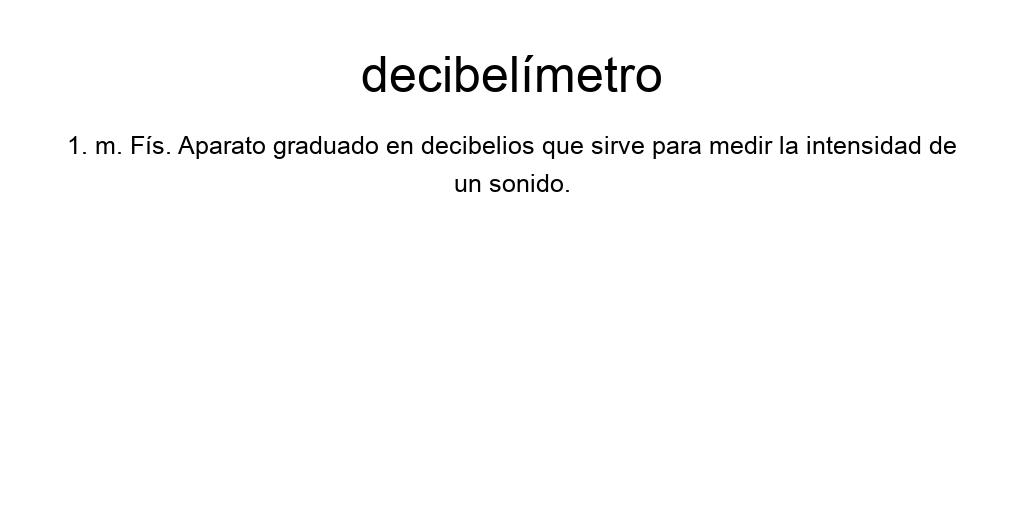 decibelímetro
1. m. Fís. Aparato graduado en decibelios que sirve para medir la intensidad de
un sonido.